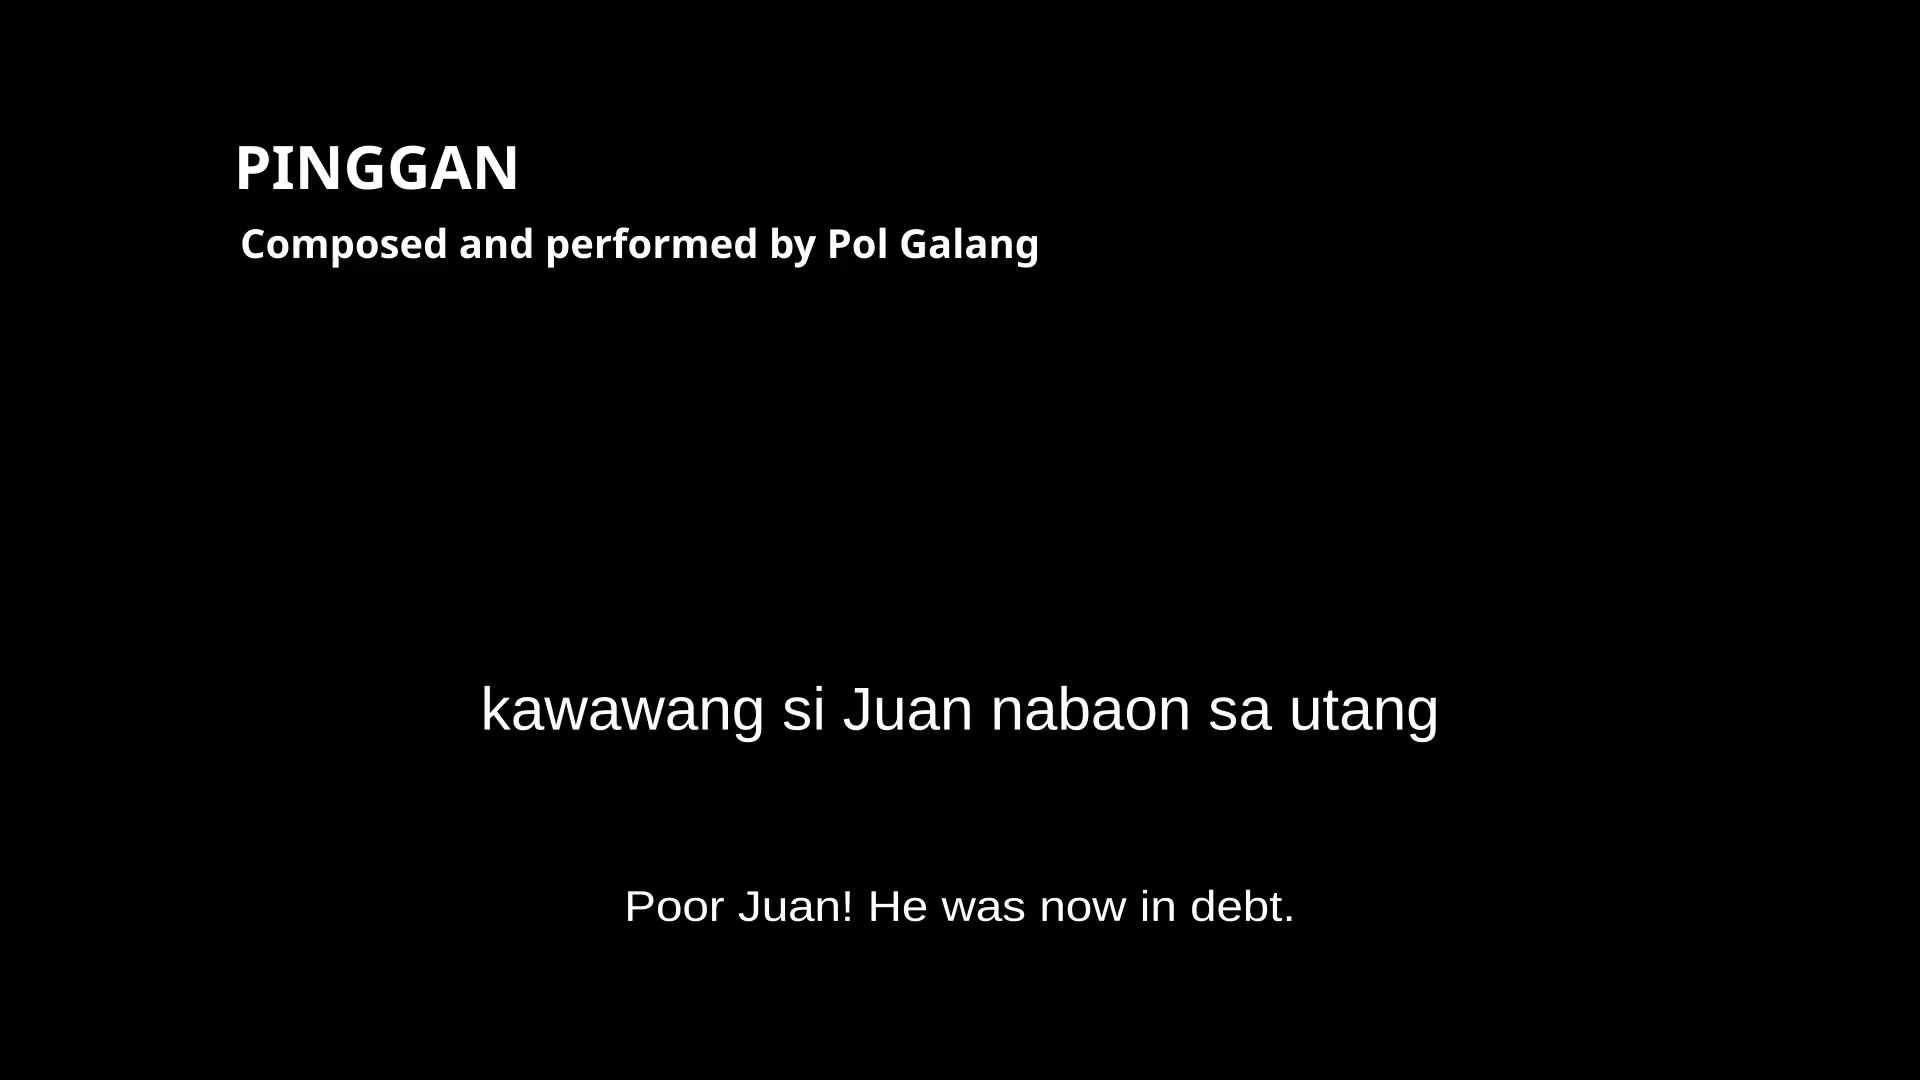 PINGGAN
Composed and performed by Pol Galang
kawawang si Juan nabaon sa utang
Poor Juan! He was now in debt.